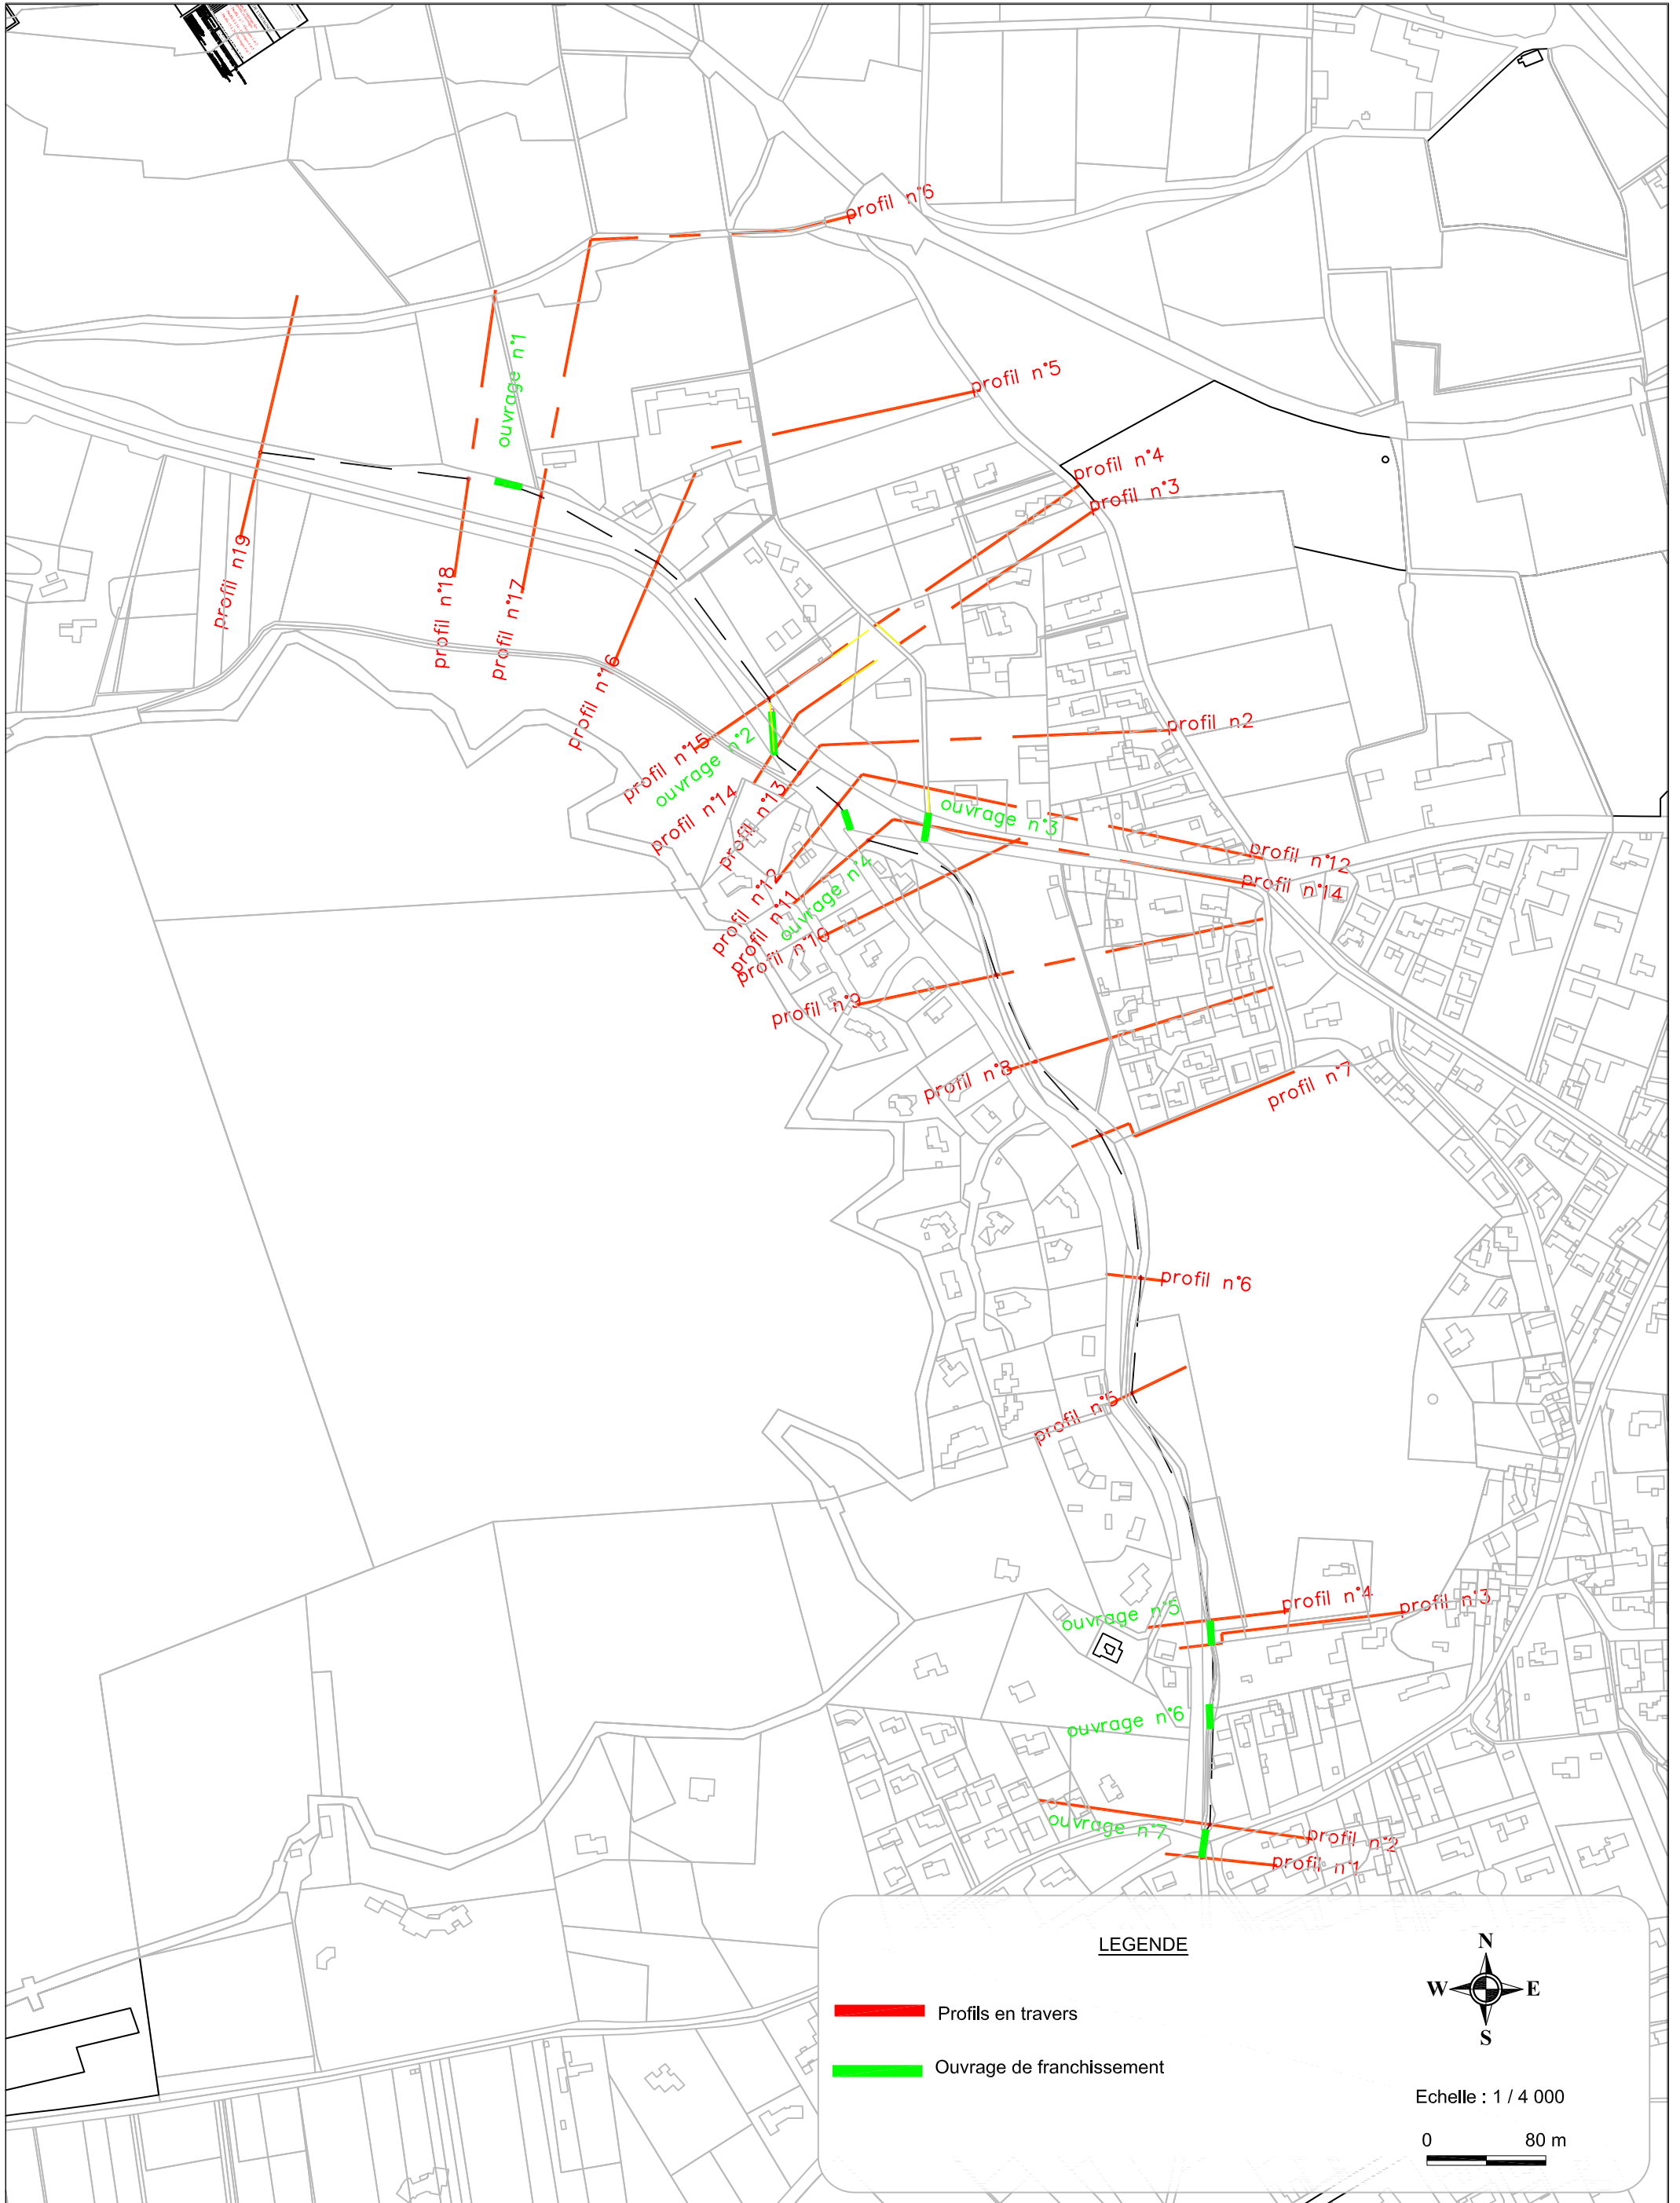 profil n°6
ouvrage n°1
profil n°5
profil n°4
profil n°3
profil n19
profil n°18
profil n°17
profil n°16
profil n°15
ouvrage n°2
profil n°14
profil n°13
profil n2
ouvrage n°3
profil n°12
profil n°14
profil n°12
profil n°11
ouvrage n°4
profil n°10
profil n°9
profil n°8
profil n°7
profil n°6
profil n°5
profil n°4
profil n°3
ouvrage n°5
ouvrage n°6
ouvrage n°7
profil n°2
profil n°1
LEGENDE
Profils en travers
Ouvrage de franchissement
N
W E
S
Echelle : 1 / 4 000
0 80 m